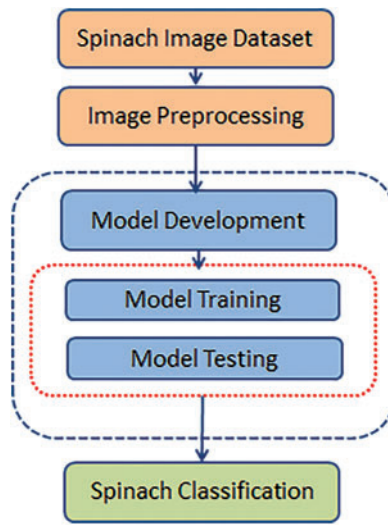 Spinach Image Dataset
Image Preprocessing
Model Development
Model Training
Model Testing
Spinach Classification